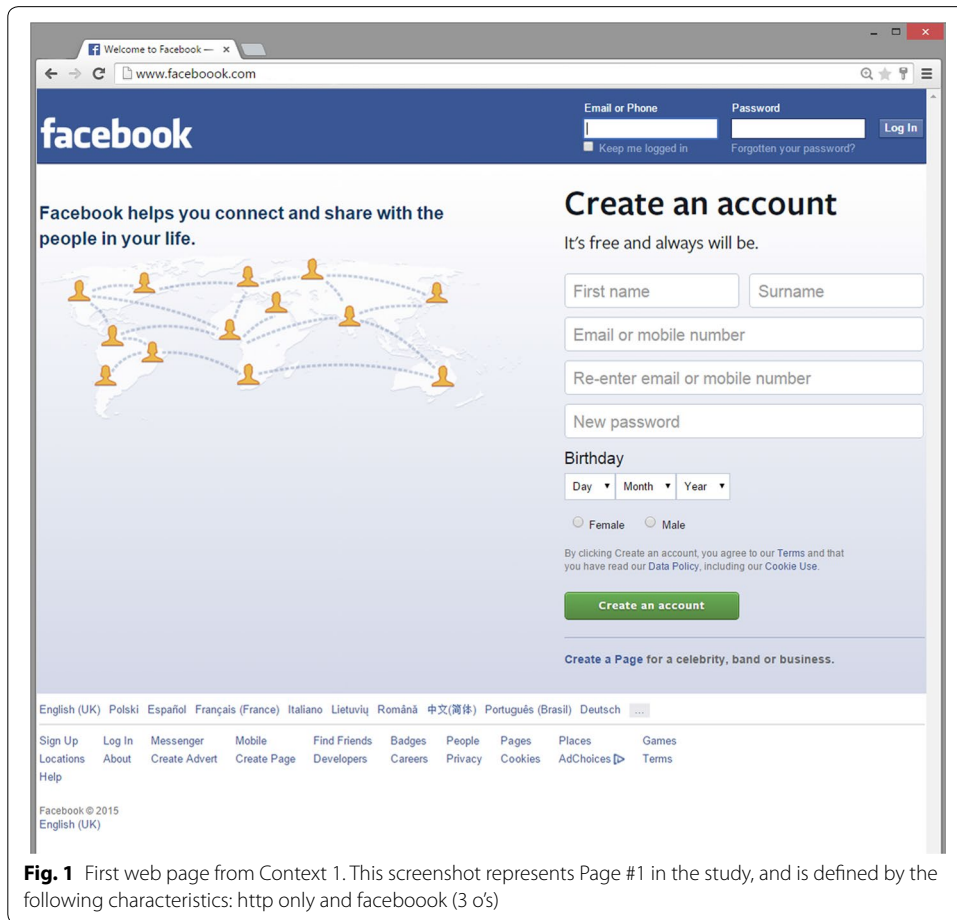 Welcome to Facebook —
www.faceboook.com
Email or Phone
Password
facebook
Log In
Keep me logged in
Forgotten your password?
Facebook helps you connect and share with the
people in your life.
Create an account
It's free and always will be.
First name
Surname
Email or mobile number
Re-enter email or mobile number
New password
Birthday
Day Month Year
Female Male
By clicking Create an account, you agree to our Terms and that
you have read our Data Policy, including our Cookie Use.
Create an account
Create a Page for a celebrity, band or business.
English (UK) Polski Español Français (France) Italiano Lietuvių Română 中文(简体) Português (Brasil) Deutsch ...
Sign Up Log In Messenger Mobile Find Friends Badges People Pages Places Games
Locations About Create Advert Create Page Developers Careers Privacy Cookies AdChoices Terms
Help
Facebook © 2015
English (UK)
Fig. 1 First web page from Context 1. This screenshot represents Page #1 in the study, and is defined by the
following characteristics: http only and faceboook (3 o's)